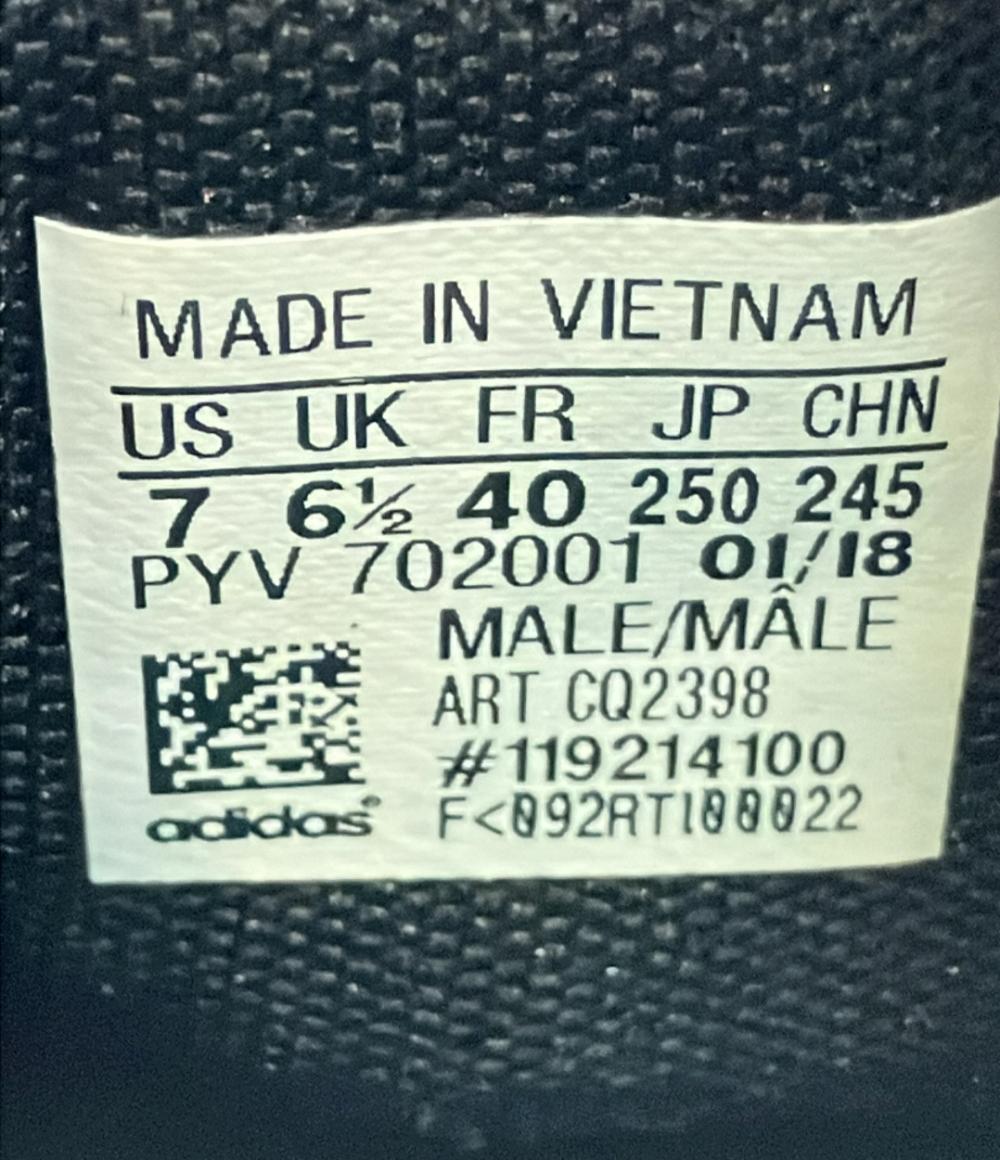 MADE IN VIETNAM
US UK FR JP CHN
7 6½ 40 250 245
PYV 702001 01/18
MALE/MÂLE
ART CQ2398
#119214100
adidas® F<092RT100022